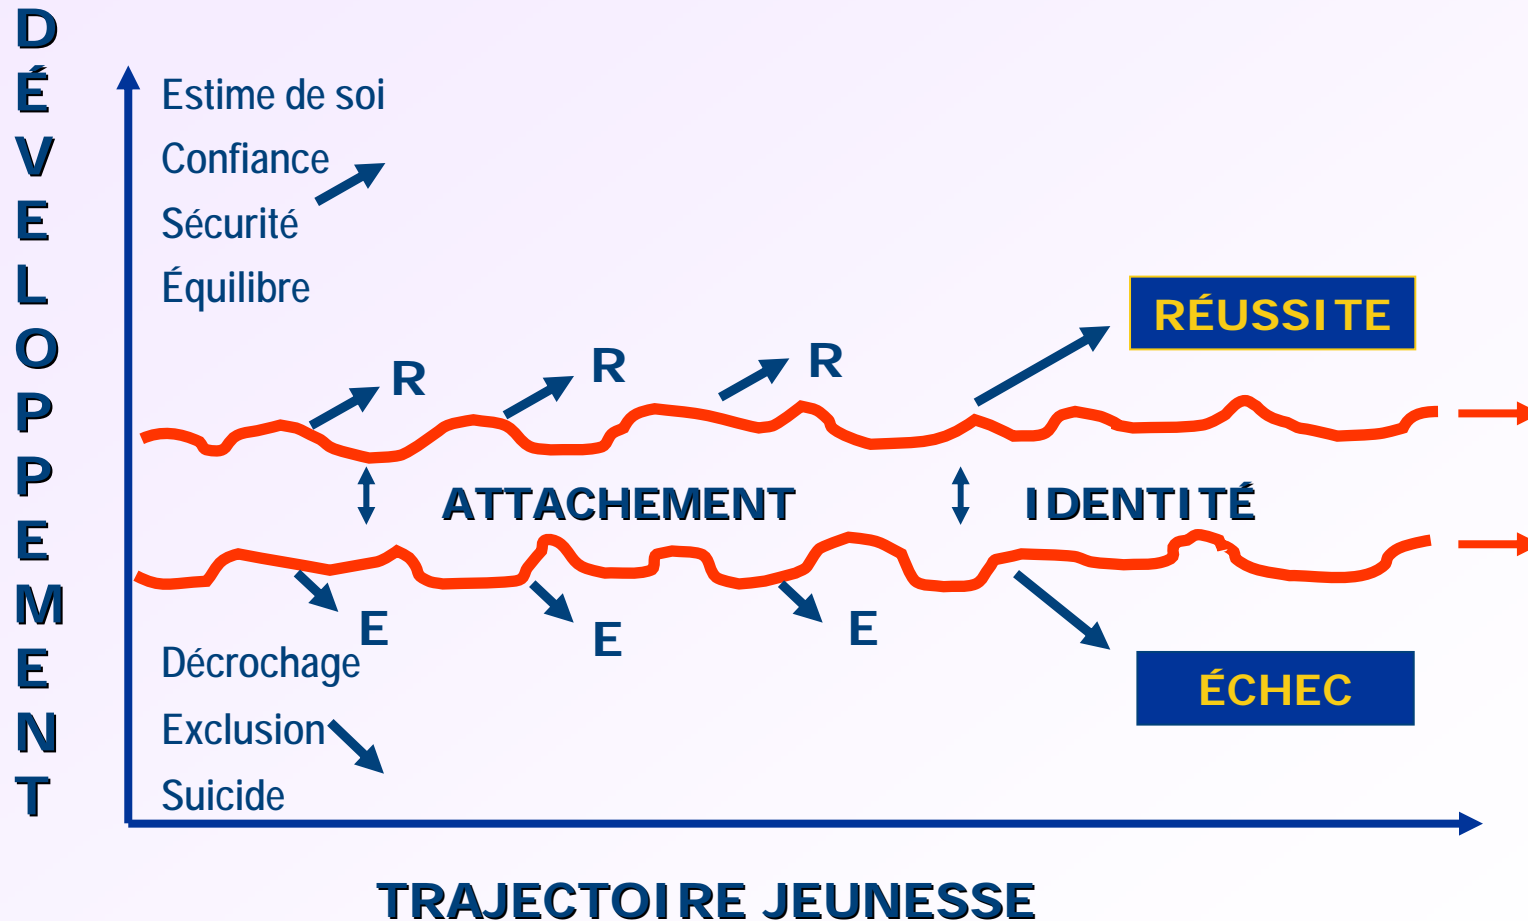 DÉVELOPPEMENT
Estime de soi
Confiance
Sécurité
Équilibre
RÉUSSITE
R
R
R
ATTACHEMENT
IDENTITÉ
E
E
E
Décrochage
Exclusion
Suicide
ÉCHEC
TRAJECTOIRE JEUNESSE